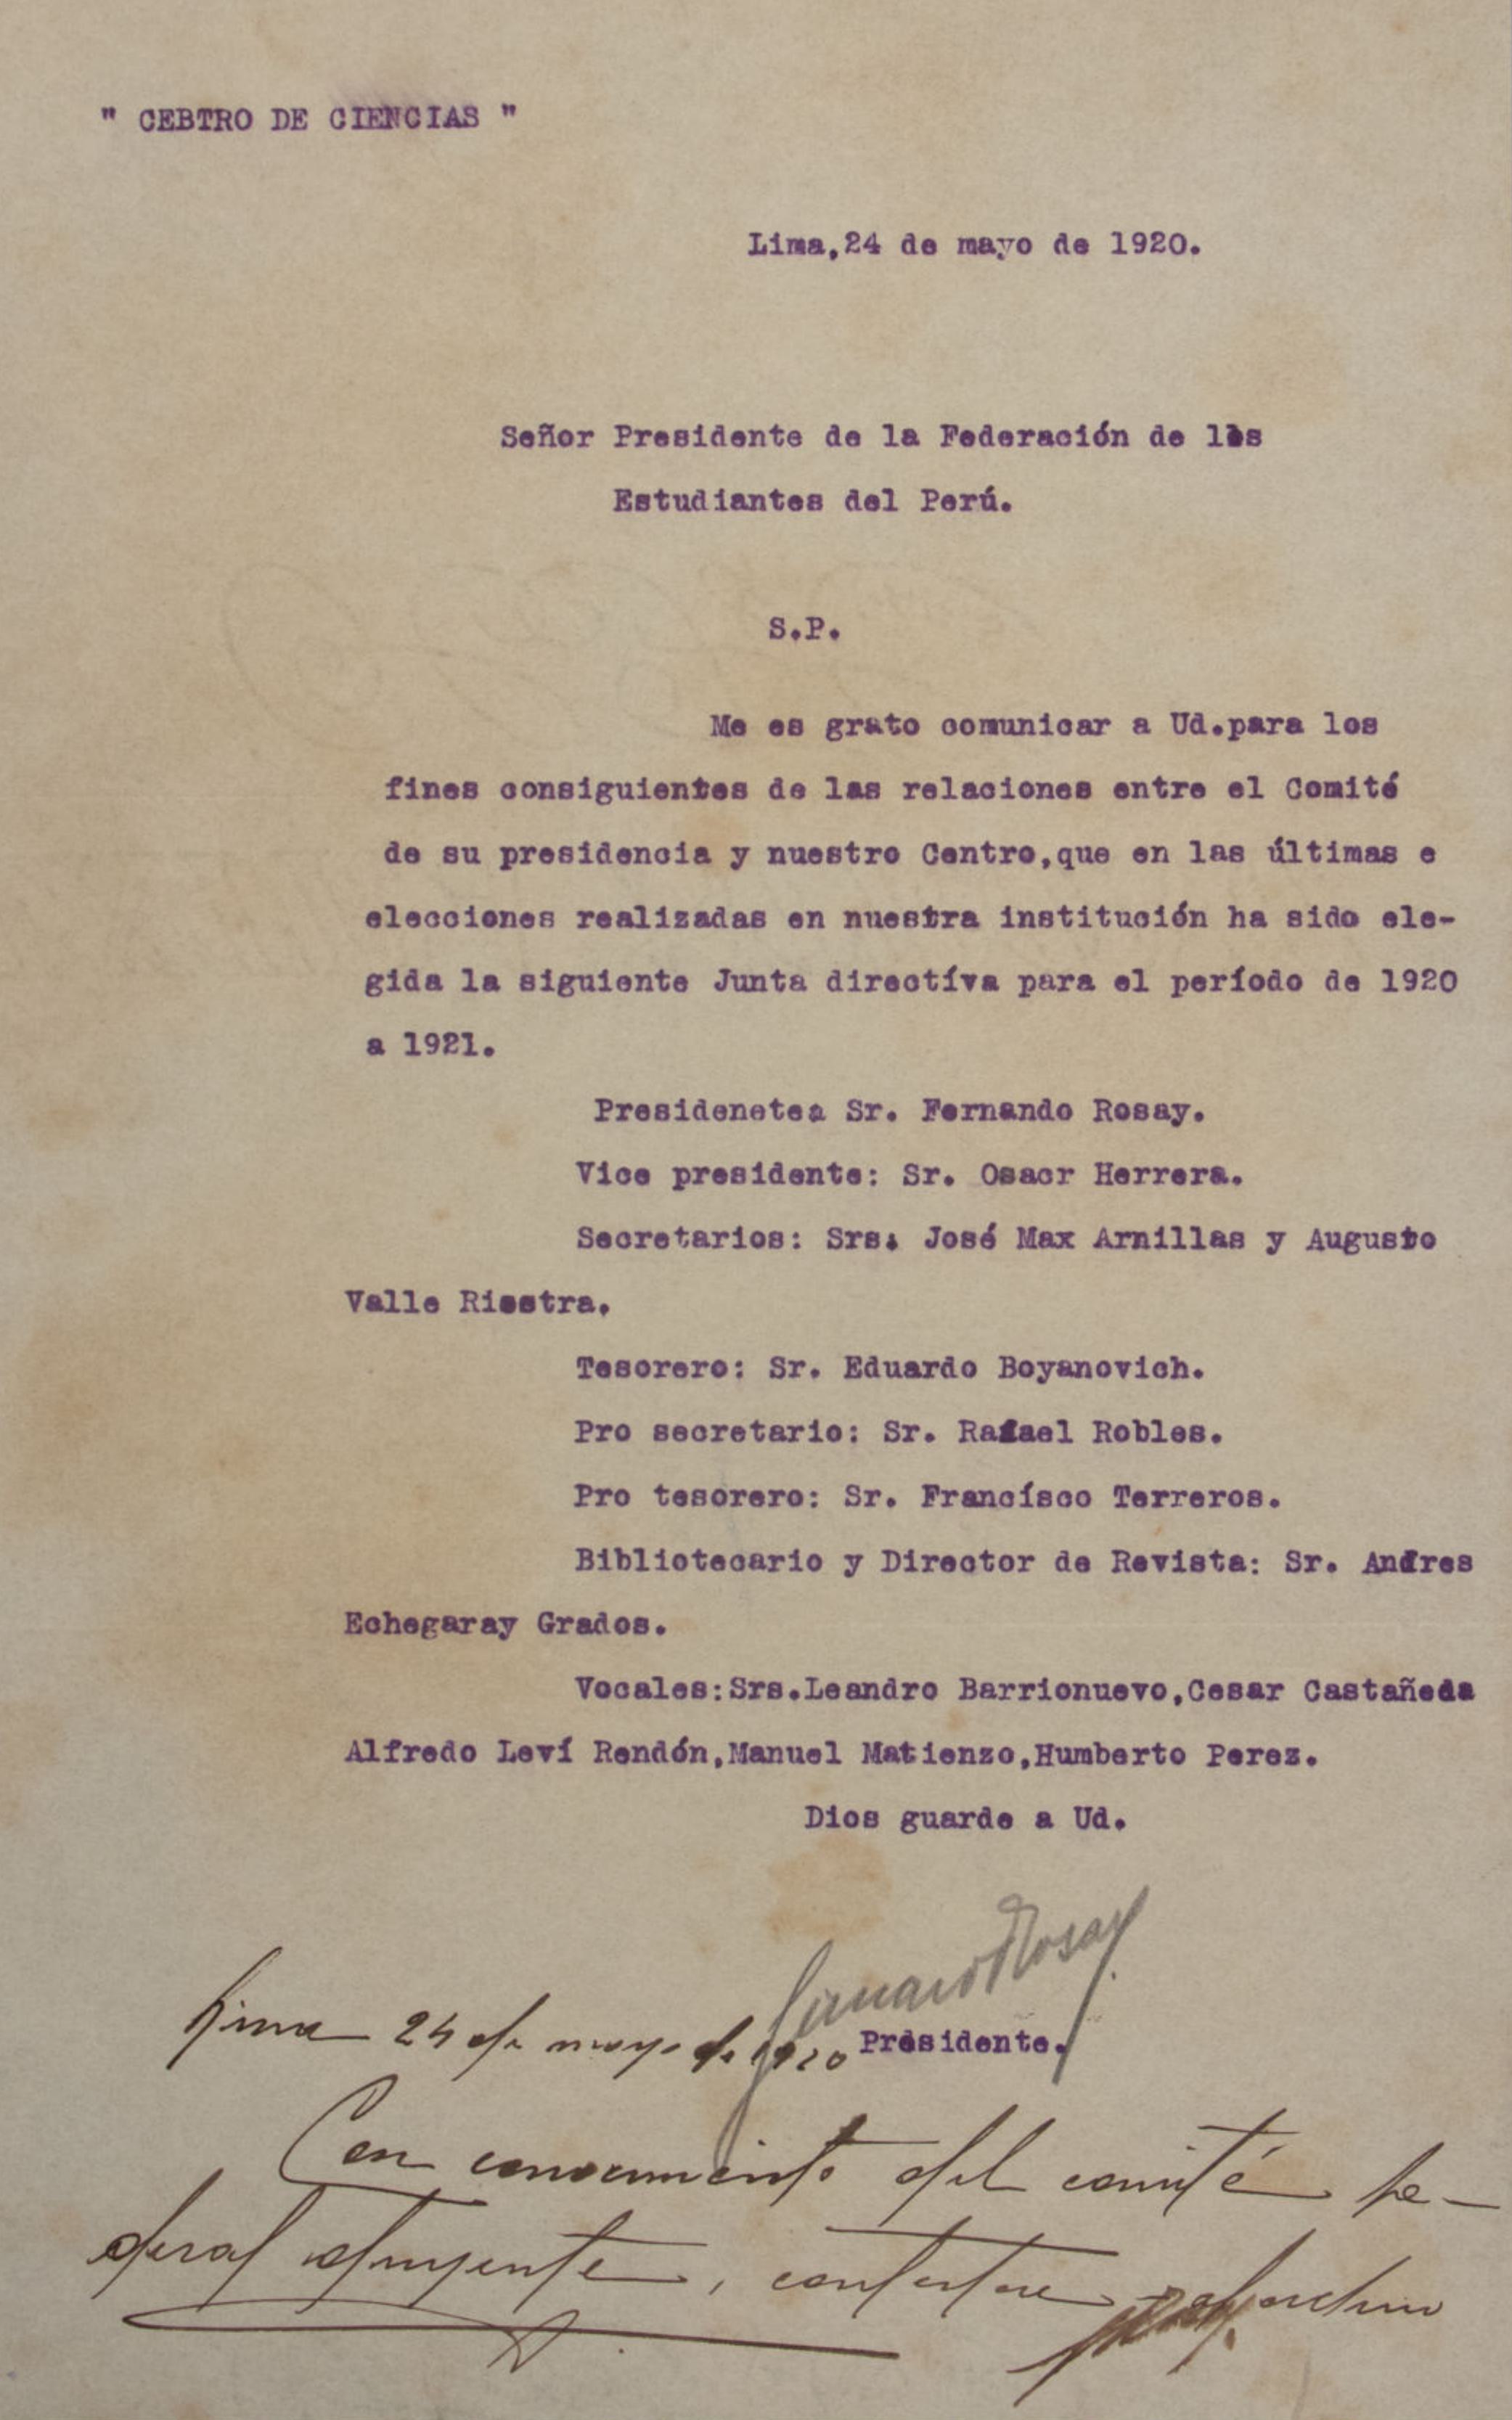 " CEBTRO DE CIENCIAS "
Lima,24 de mayo de 1920.
Señor Presidente de la Federación de los
Estudiantes del Perú.
S.P.
Me es grato comunicar a Ud.para los
fines consiguientes de las relaciones entre el Comité
de su presidencia y nuestro Centro,que en las últimas e
elecciones realizadas en nuestra institución ha sido ele-
gida la siguiente Junta directíva para el período de 1920
a 1921.
Presidenete: Sr. Fernando Rosay.
Vice presidente: Sr. Osacr Herrera.
Secretarios: Srs. José Max Arnillas y Augusto
Valle Riestra.
Tesorero: Sr. Eduardo Boyanovich.
Pro secretario: Sr. Rafael Robles.
Pro tesorero: Sr. Francísco Terreros.
Bibliotecario y Director de Revista: Sr. Andres
Echegaray Grados.
Vocales:Srs.Leandro Barrionuevo,Cesar Castañeda
Alfredo Leví Rendón,Manuel Matienzo,Humberto Perez.
Dios guarde a Ud.
Fernando Rosay
Presidente.
Lima 24 de mayo de 1920
Con conocimiento del comité fe-
deral dirigente, contestese y archive